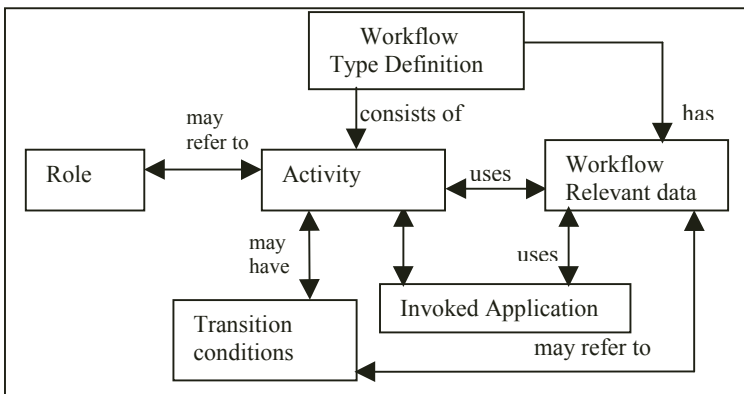 Workflow
Type Definition
consists of
has
may
refer to
Role
Activity
uses
Workflow
Relevant data
may
have
uses
Transition
conditions
Invoked Application
may refer to